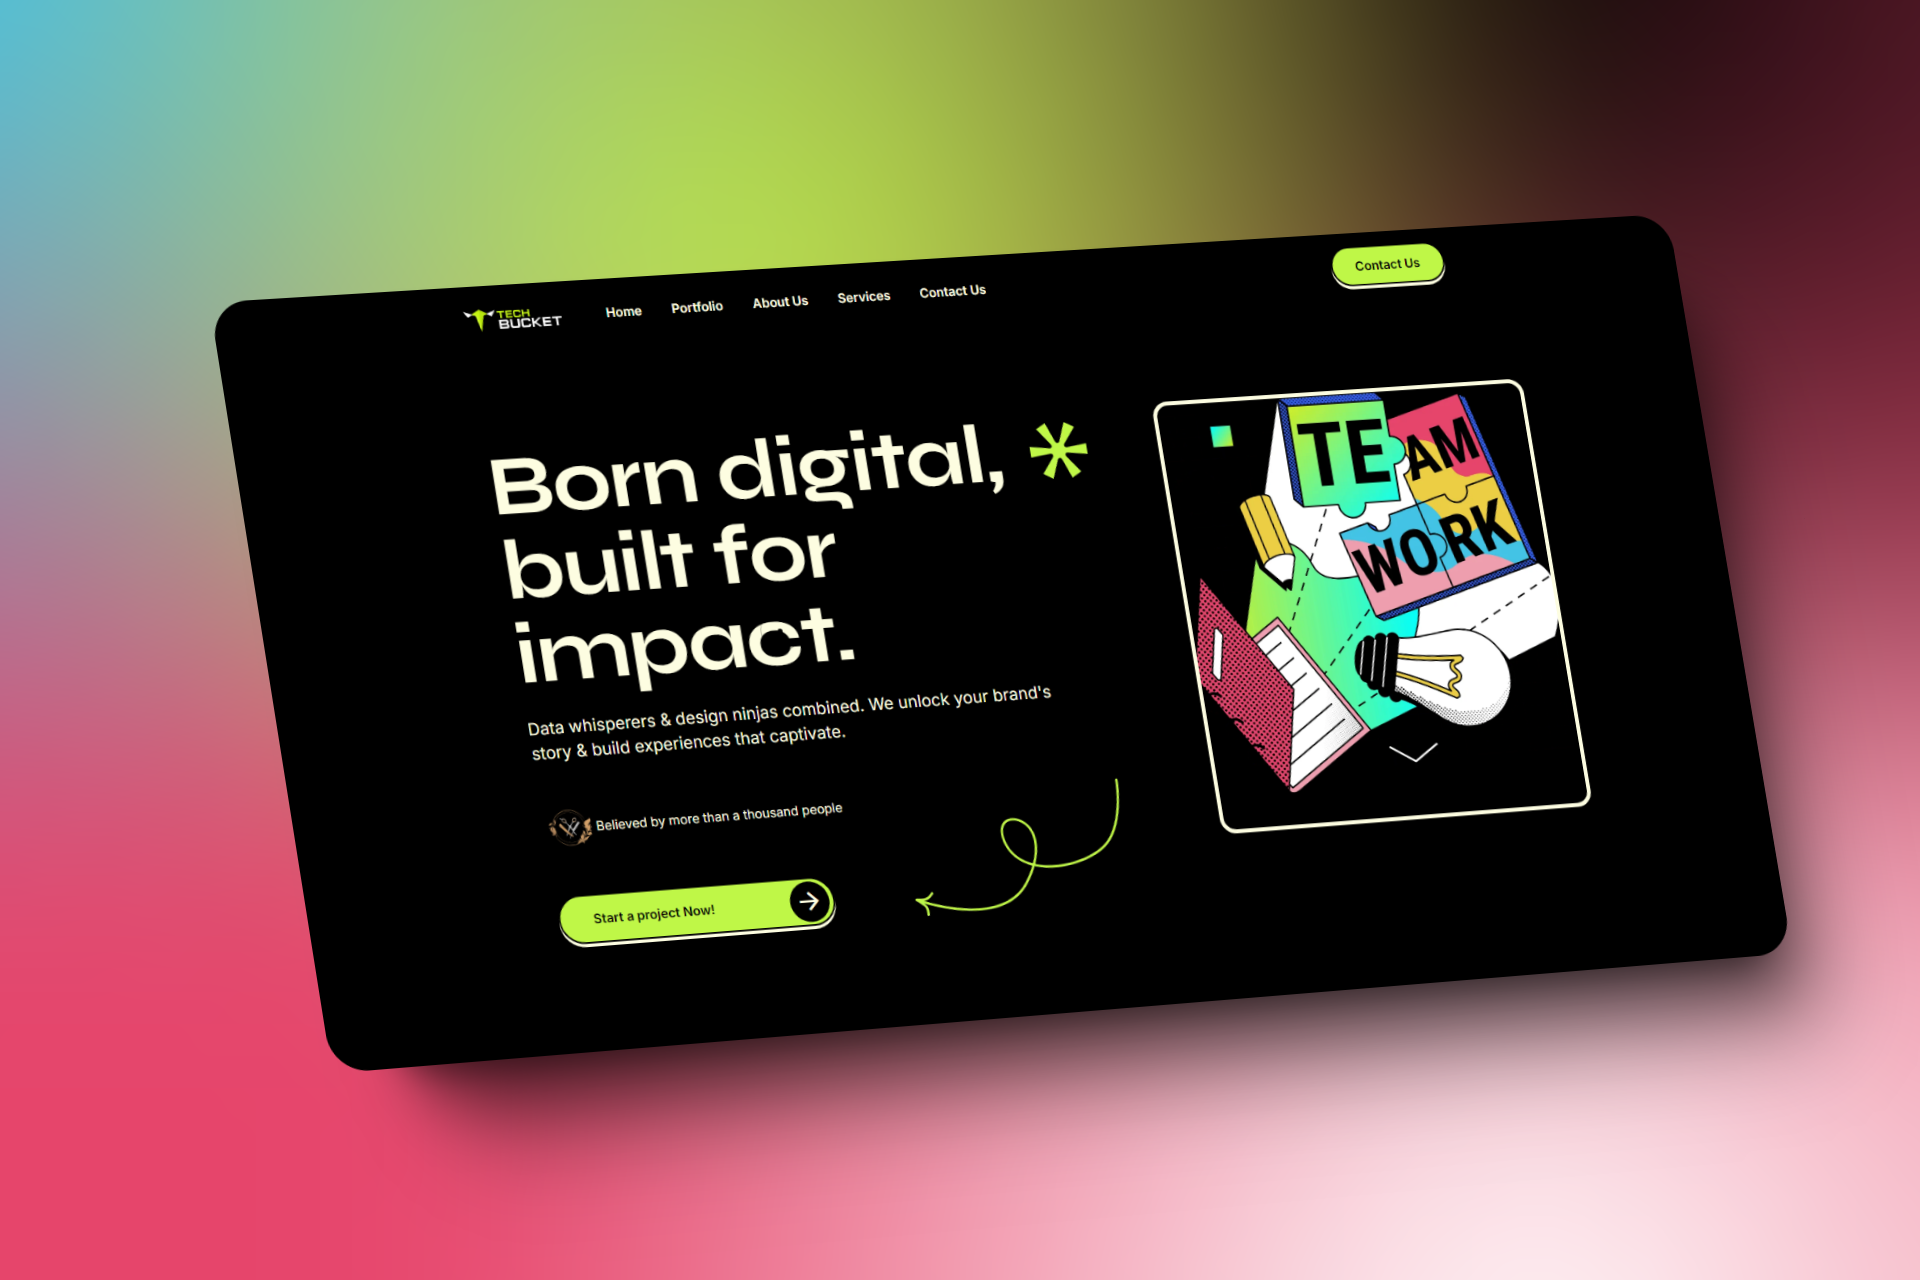 TECH
BUCKET
Home Portfolio About Us Services Contact Us
Contact Us
Born digital,
built for
impact.
Data whisperers & design ninjas combined. We unlock your brand's
story & build experiences that captivate.
Believed by more than a thousand people
Start a project Now!
TEAM
WORK